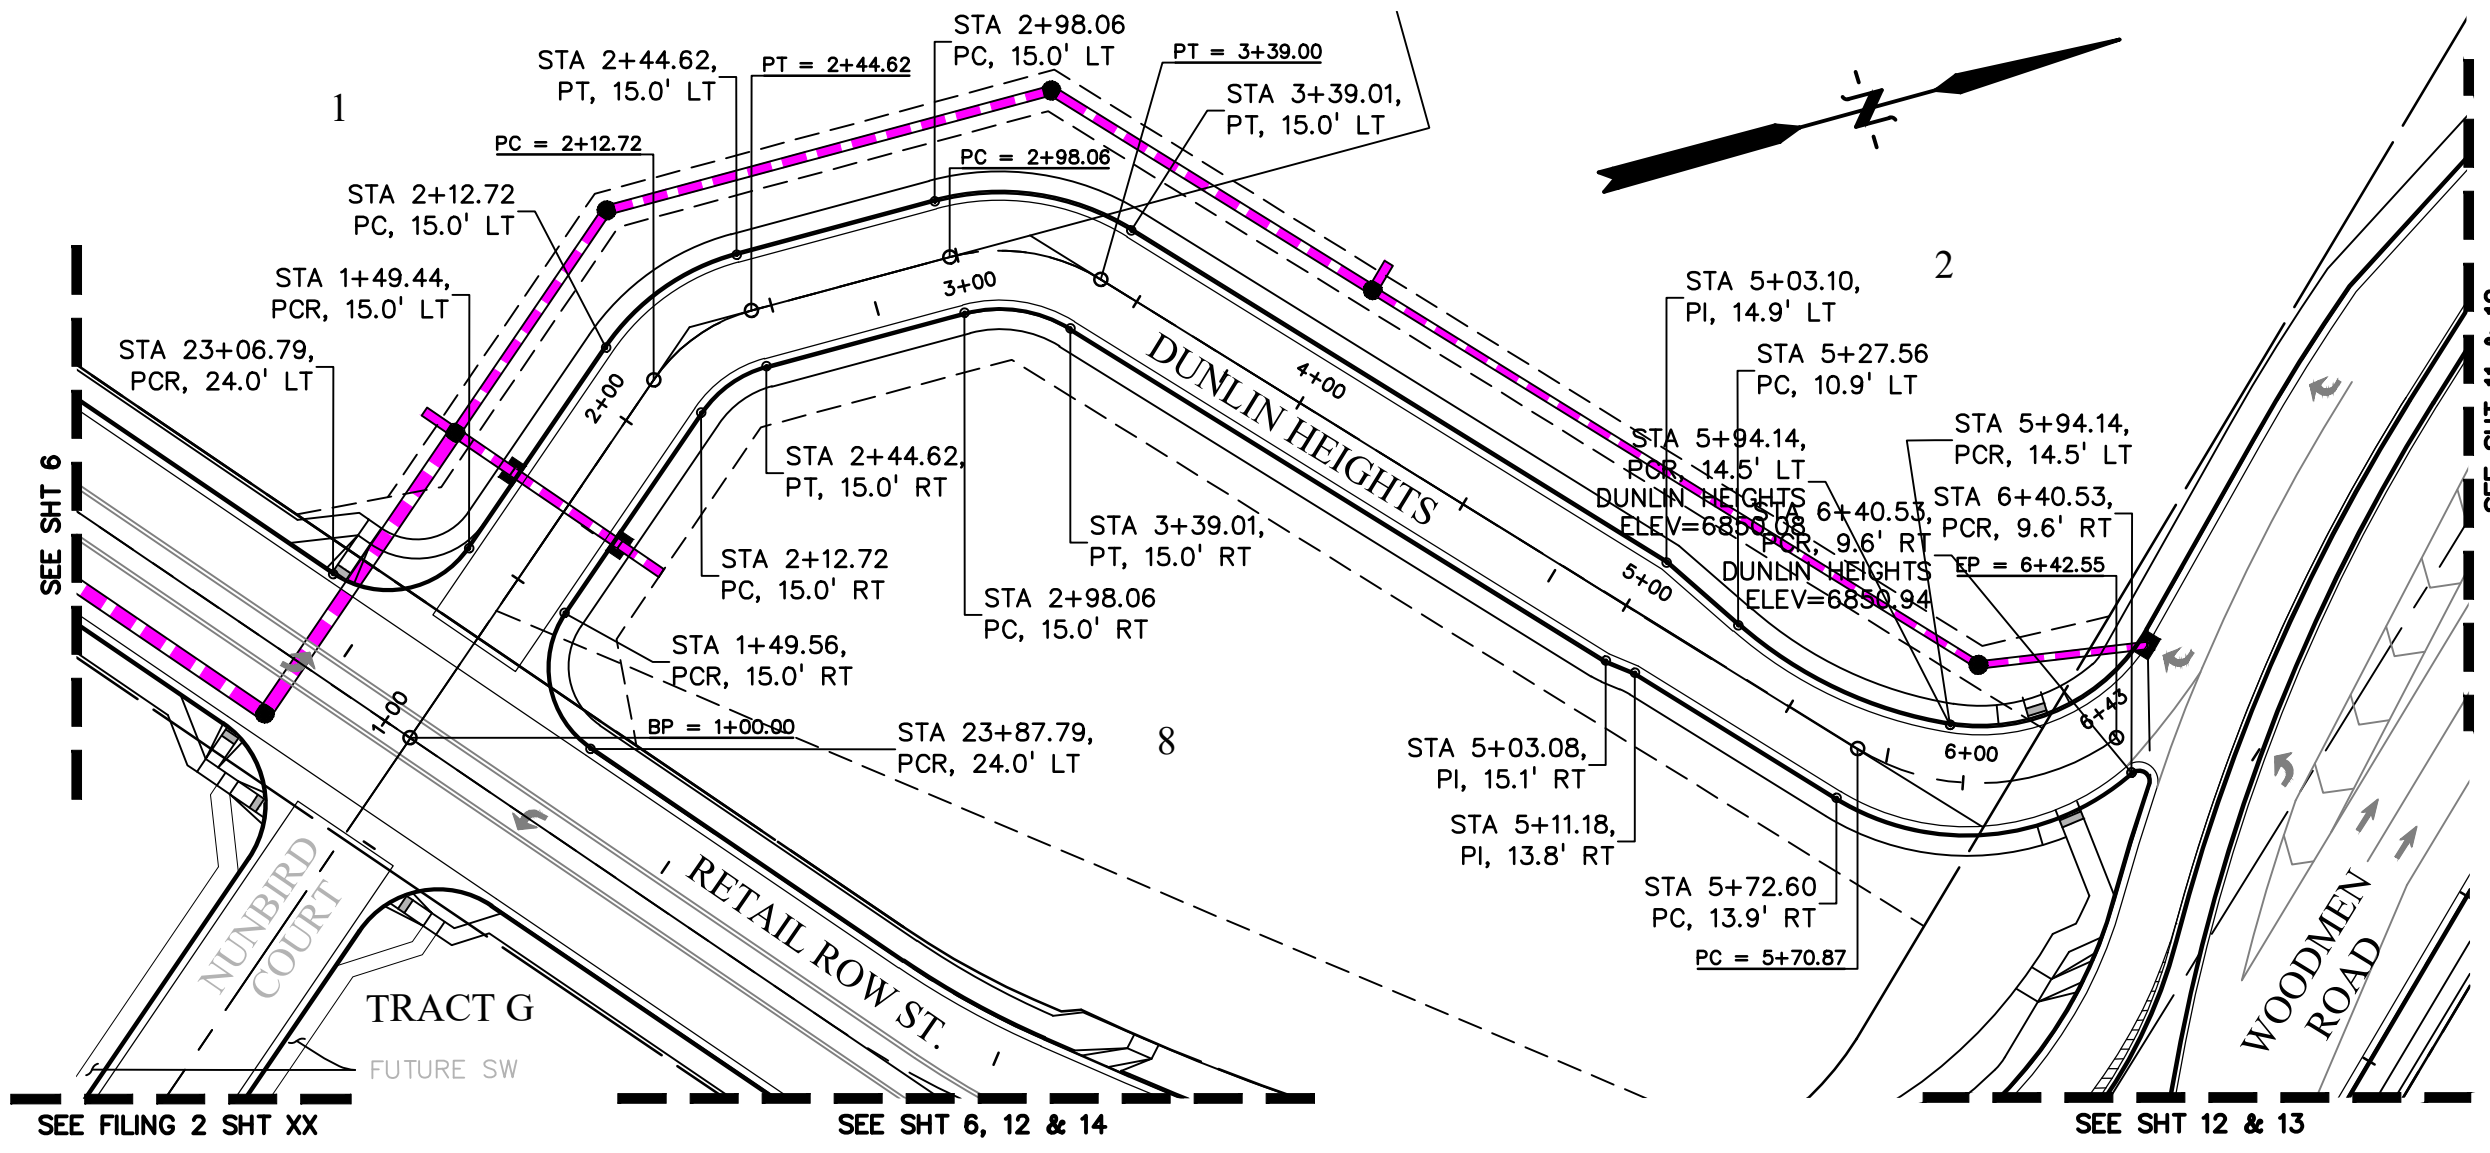 STA 2+98.06
PC, 15.0' LT
STA 2+44.62,
PT, 15.0' LT
PT = 2+44.62
PT = 3+39.00
STA 3+39.01,
PT, 15.0' LT
1
PC = 2+12.72
PC = 2+98.06
N
STA 2+12.72
PC, 15.0' LT
2
STA 1+49.44,
PCR, 15.0' LT
3+00
STA 5+03.10,
PI, 14.9' LT
STA 23+06.79,
PCR, 24.0' LT
2+00
DUNLIN HEIGHTS
4+00
STA 5+27.56
PC, 10.9' LT
STA 5+94.14,
PCR, 14.5' LT
DUNLIN HEIGHTS
ELEV=6850.08
STA 5+94.14,
PCR, 14.5' LT
STA 6+40.53,
PCR, 9.6' RT
DUNLIN HEIGHTS
ELEV=6850.94
STA 6+40.53,
PCR, 9.6' RT
EP = 6+42.55
SEE SHT 6
STA 2+44.62,
PT, 15.0' RT
STA 3+39.01,
PT, 15.0' RT
STA 2+12.72
PC, 15.0' RT
STA 2+98.06
PC, 15.0' RT
5+00
STA 1+49.56,
PCR, 15.0' RT
1+00
BP = 1+00.00
STA 23+87.79,
PCR, 24.0' LT
8
6+43
6+00
STA 5+03.08,
PI, 15.1' RT
STA 5+11.18,
PI, 13.8' RT
STA 5+72.60
PC, 13.9' RT
PC = 5+70.87
NUNBIRD
COURT
RETAIL ROW ST.
WOODMEN
ROAD
TRACT G
FUTURE SW
SEE FILING 2 SHT XX
SEE SHT 6, 12 & 14
SEE SHT 12 & 13